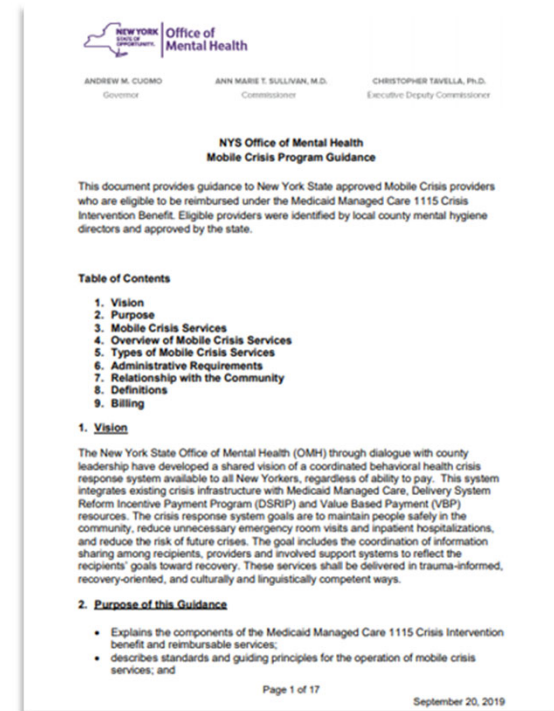 NEW YORK
STATE OF
OPPORTUNITY.
Office of
Mental Health
ANDREW M. CUOMO
Governor
ANN MARIE T. SULLIVAN, M.D.
Commissioner
CHRISTOPHER TAVELLA, Ph.D.
Executive Deputy Commissioner
NYS Office of Mental Health
Mobile Crisis Program Guidance
This document provides guidance to New York State approved Mobile Crisis providers
who are eligible to be reimbursed under the Medicaid Managed Care 1115 Crisis
Intervention Benefit. Eligible providers were identified by local county mental hygiene
directors and approved by the state.
Table of Contents
1. Vision
2. Purpose
3. Mobile Crisis Services
4. Overview of Mobile Crisis Services
5. Types of Mobile Crisis Services
6. Administrative Requirements
7. Relationship with the Community
8. Definitions
9. Billing
1. Vision
The New York State Office of Mental Health (OMH) through dialogue with county
leadership have developed a shared vision of a coordinated behavioral health crisis
response system available to all New Yorkers, regardless of ability to pay. This system
integrates existing crisis infrastructure with Medicaid Managed Care, Delivery System
Reform Incentive Payment Program (DSRIP) and Value Based Payment (VBP)
resources. The crisis response system goals are to maintain people safely in the
community, reduce unnecessary emergency room visits and inpatient hospitalizations,
and reduce the risk of future crises. The goal includes the coordination of information
sharing among recipients, providers and involved support systems to reflect the
recipients' goals toward recovery. These services shall be delivered in trauma-informed,
recovery-oriented, and culturally and linguistically competent ways.
2. Purpose of this Guidance
• Explains the components of the Medicaid Managed Care 1115 Crisis Intervention
benefit and reimbursable services;
• describes standards and guiding principles for the operation of mobile crisis
services; and
Page 1 of 17
September 20, 2019